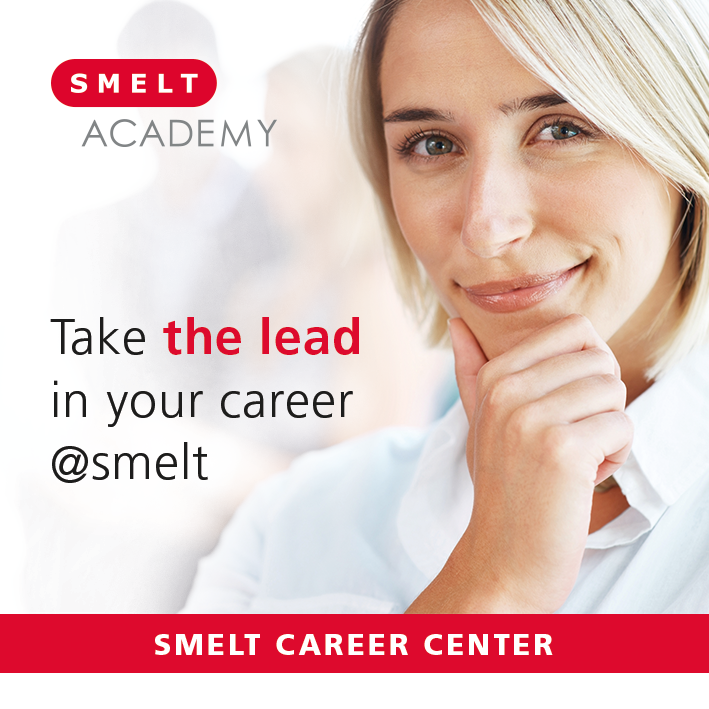 SMELT
ACADEMY
Take the lead
in your career
@smelt
SMELT CAREER CENTER